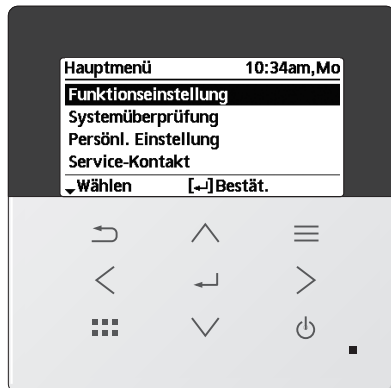 Hauptmenü 10:34am,Mo
Funktionseinstellung
Systemüberprüfung
Persönl. Einstellung
Service-Kontakt
Wählen [↵]Bestät.